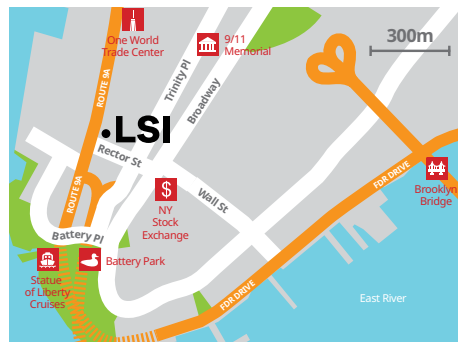 One World
Trade Center
9/11
Memorial
300m
ROUTE 9A
Trinity Pl
Broadway
LSI
Rector St
ROUTE 9A
$
NY
Stock
Exchange
Wall St
FDR DRIVE
Brooklyn
Bridge
Battery Pl
Battery Park
Statue
of Liberty
Cruises
FDR DRIVE
East River